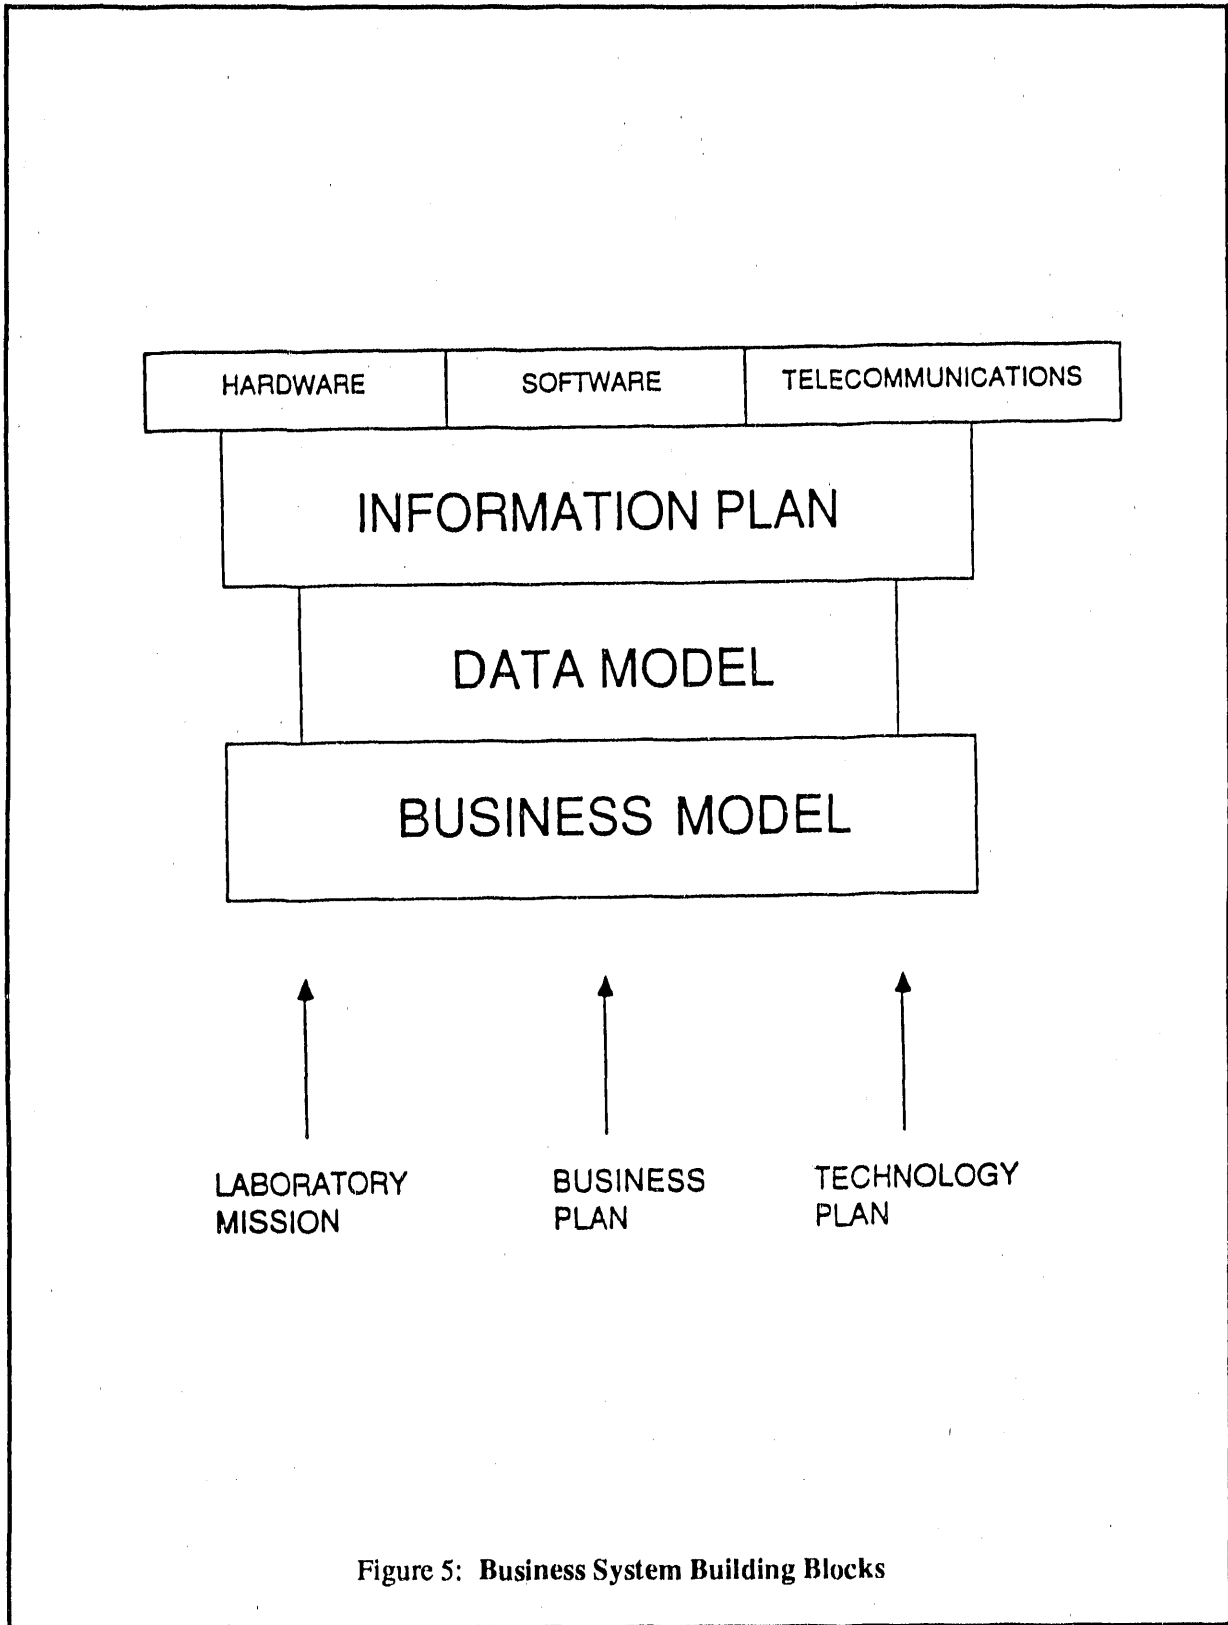 HARDWARE SOFTWARE TELECOMMUNICATIONS
INFORMATION PLAN
DATA MODEL
BUSINESS MODEL
LABORATORY
MISSION
BUSINESS
PLAN
TECHNOLOGY
PLAN
Figure 5: Business System Building Blocks